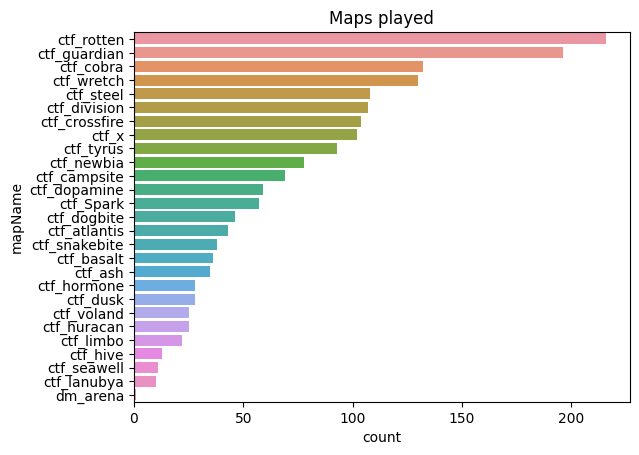 Maps played
mapName
ctf_rotten
ctf_guardian
ctf_cobra
ctf_wretch
ctf_steel
ctf_division
ctf_crossfire
ctf_x
ctf_tyrus
ctf_newbia
ctf_campsite
ctf_dopamine
ctf_Spark
ctf_dogbite
ctf_atlantis
ctf_snakebite
ctf_basalt
ctf_ash
ctf_hormone
ctf_dusk
ctf_voland
ctf_huracan
ctf_limbo
ctf_hive
ctf_seawell
ctf_lanubya
dm_arena
0 50 100 150 200
count